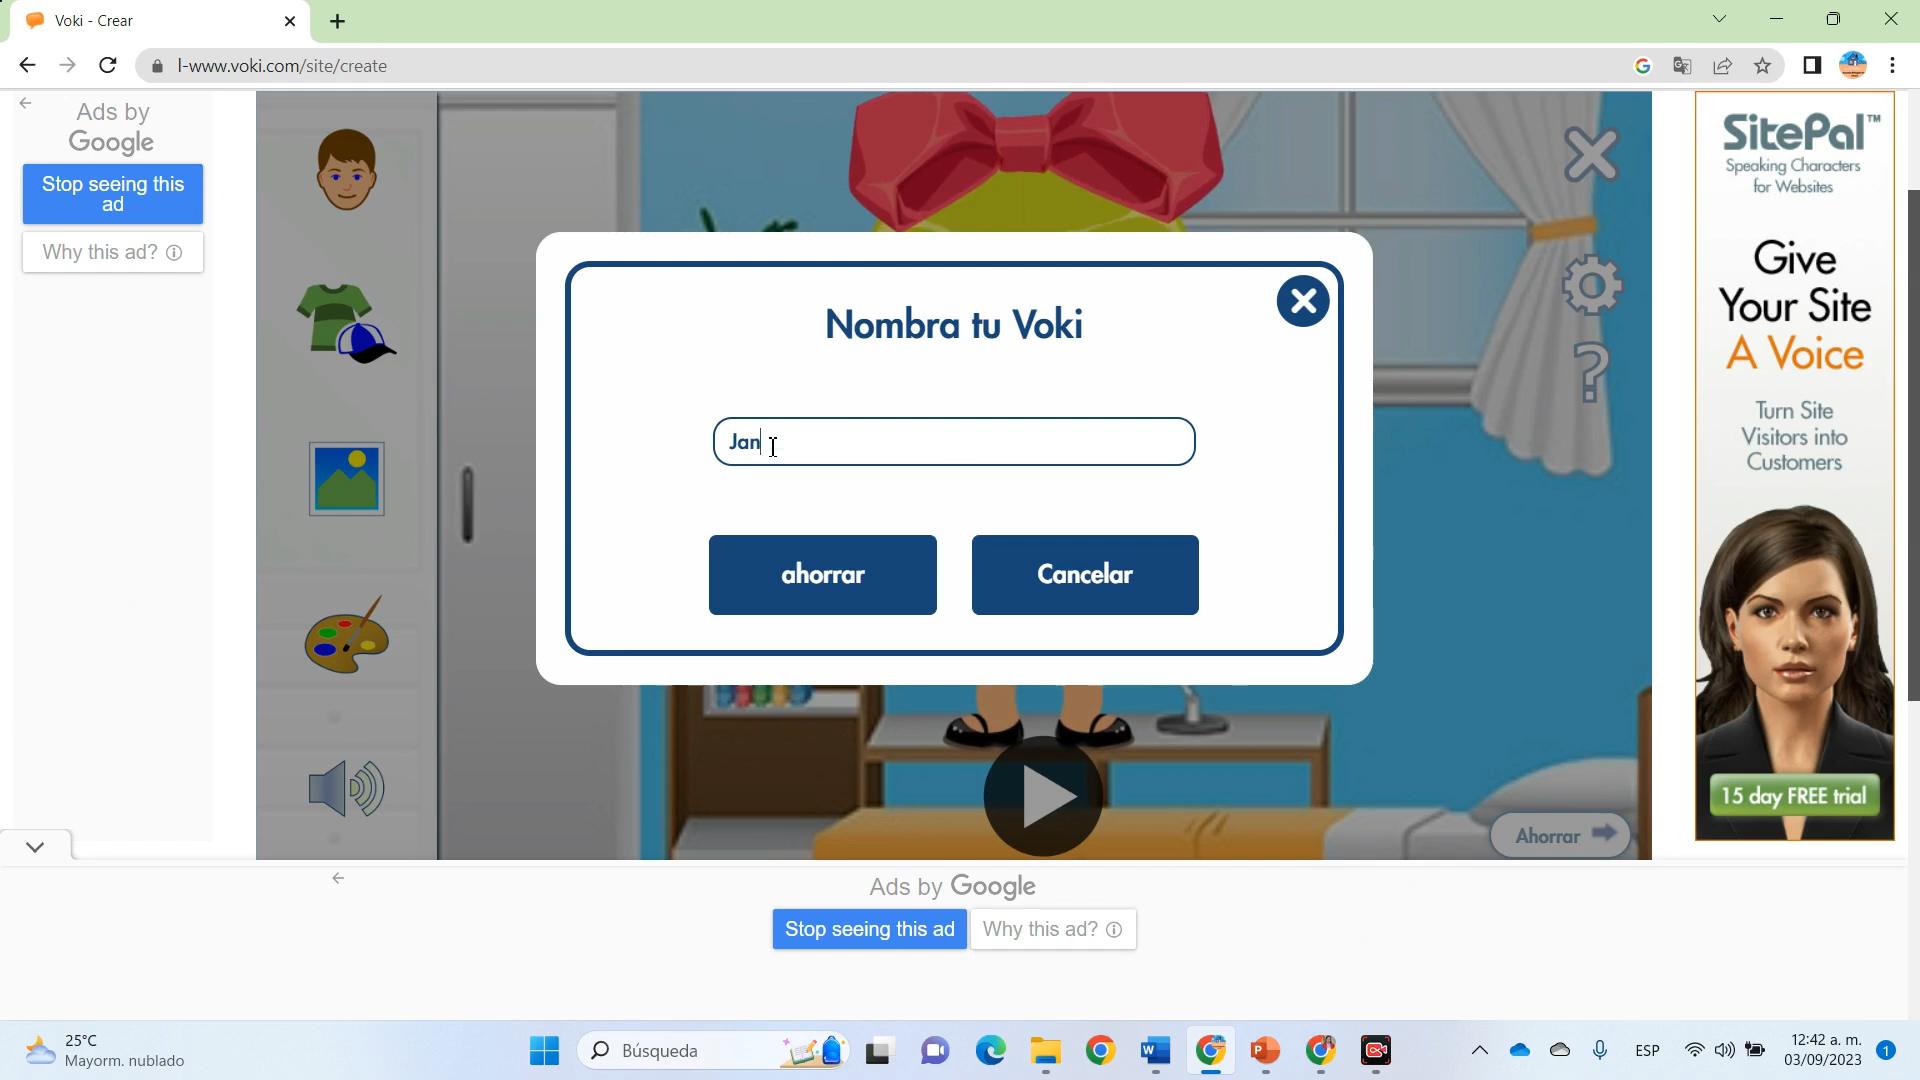 Voki - Crear
l-www.voki.com/site/create
Ads by
Google
Stop seeing this
ad
Why this ad?
Nombra tu Voki
Jan
ahorrar
Cancelar
Ahorrar
SitePal™
Speaking Characters
for Websites
Give
Your Site
A Voice
Turn Site
Visitors into
Customers
15 day FREE trial
Ads by Google
Stop seeing this ad
Why this ad?
25°C
Mayorm. nublado
Búsqueda
ESP
12:42 a. m.
03/09/2023
1